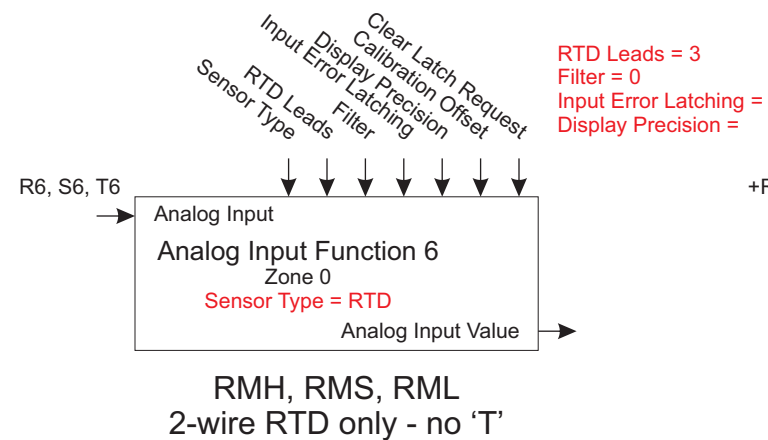 Clear Latch Request
Calibration Offset
Display Precision
Input Error Latching
Filter
RTD Leads
Sensor Type
RTD Leads = 3
Filter = 0
Input Error Latching =
Display Precision =
R6, S6, T6
Analog Input
Analog Input Function 6
Zone 0
Sensor Type = RTD
Analog Input Value
RMH, RMS, RML
2-wire RTD only - no ‘T’